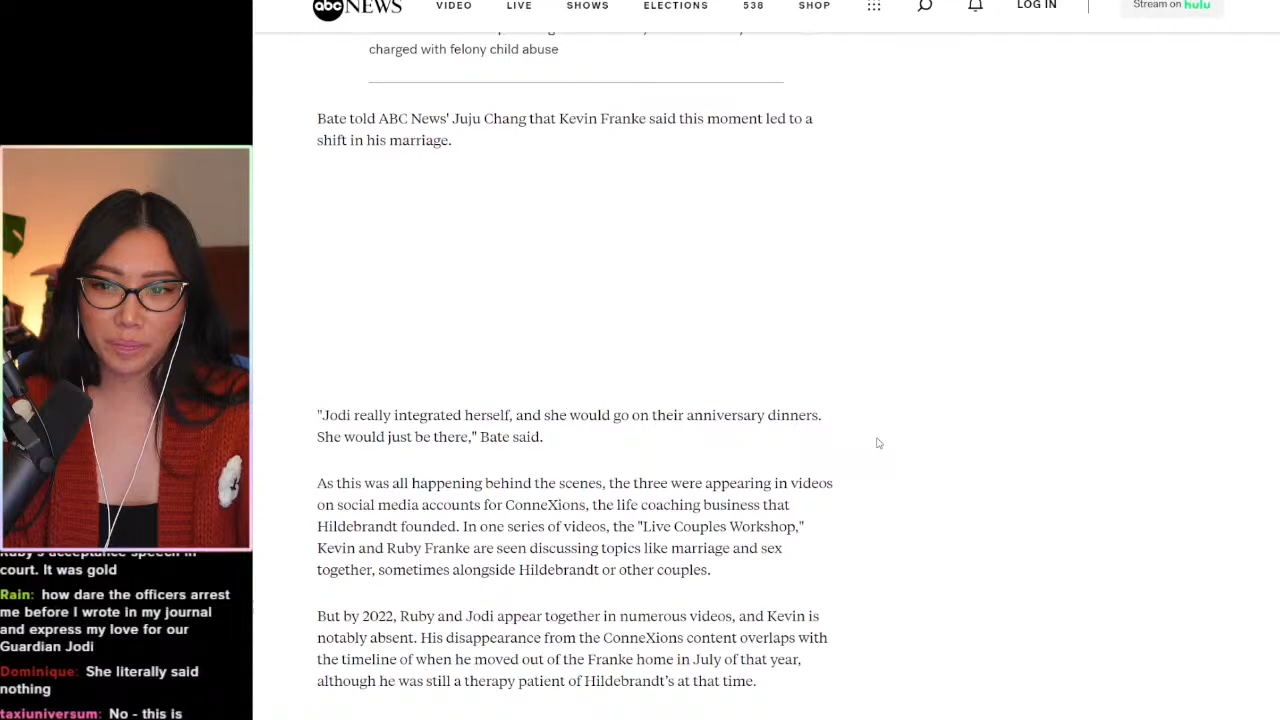 abc NEWS VIDEO LIVE SHOWS ELECTIONS 538 SHOP LOG IN Stream on hulu
charged with felony child abuse
Bate told ABC News' Juju Chang that Kevin Franke said this moment led to a
shift in his marriage.
"Jodi really integrated herself, and she would go on their anniversary dinners.
She would just be there," Bate said.
As this was all happening behind the scenes, the three were appearing in videos
on social media accounts for ConneXions, the life coaching business that
Hildebrandt founded. In one series of videos, the "Live Couples Workshop,"
Kevin and Ruby Franke are seen discussing topics like marriage and sex
together, sometimes alongside Hildebrandt or other couples.
But by 2022, Ruby and Jodi appear together in numerous videos, and Kevin is
notably absent. His disappearance from the ConneXions content overlaps with
the timeline of when he moved out of the Franke home in July of that year,
although he was still a therapy patient of Hildebrandt's at that time.
Ruby's acceptance speech in
court. It was gold
Rain: how dare the officers arrest
me before I wrote in my journal
and express my love for our
Guardian Jodi
Dominique: She literally said
nothing
taxiuniversum: No - this is